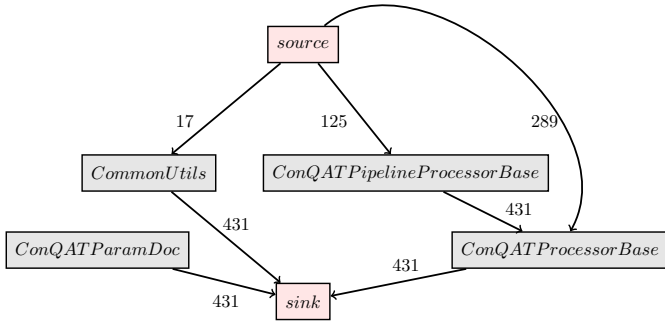 source
17
125
289
CommonUtils
ConQATPipelineProcessorBase
431
431
ConQATParamDoc
ConQATProcessorBase
431
431
sink